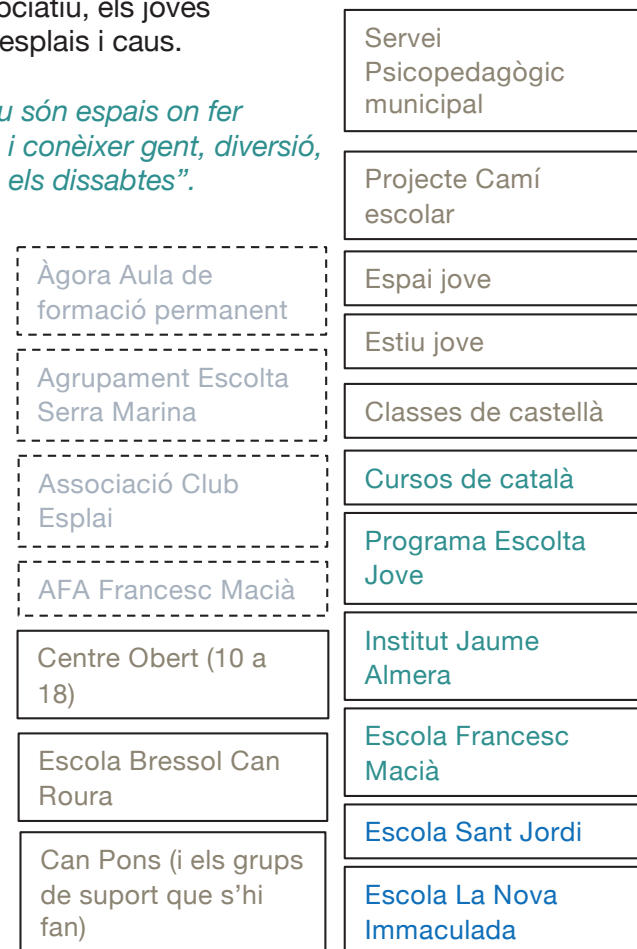 ociatiu, els joves
esplais i caus.
u són espais on fer
i conèixer gent, diversió,
els dissabtes”.
Àgora Aula de
formació permanent
Agrupament Escolta
Serra Marina
Associació Club
Esplai
AFA Francesc Macià
Centre Obert (10 a
18)
Escola Bressol Can
Roura
Can Pons (i els grups
de suport que s’hi
fan)
Servei
Psicopedagògic
municipal
Projecte Camí
escolar
Espai jove
Estiu jove
Classes de castellà
Cursos de català
Programa Escolta
Jove
Institut Jaume
Almera
Escola Francesc
Macià
Escola Sant Jordi
Escola La Nova
Immaculada